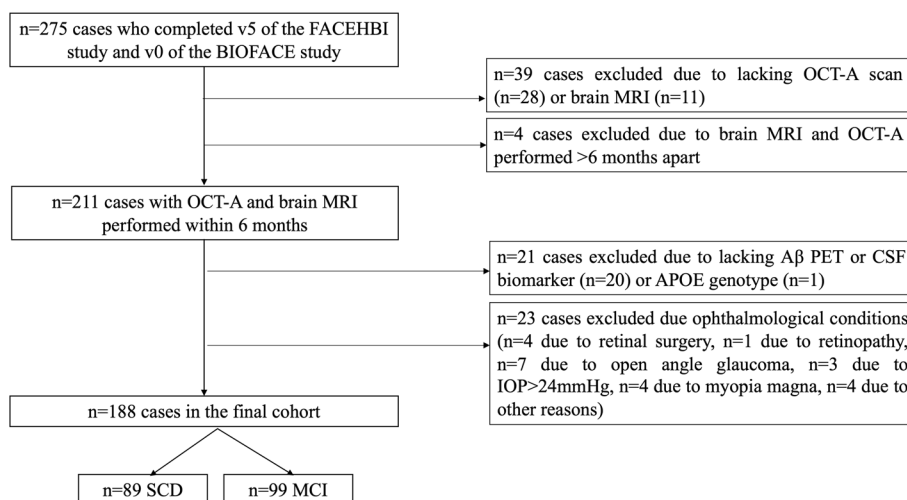 n=275 cases who completed v5 of the FACEHBI
study and v0 of the BIOFACE study
n=39 cases excluded due to lacking OCT-A scan
(n=28) or brain MRI (n=11)
n=4 cases excluded due to brain MRI and OCT-A
performed >6 months apart
n=211 cases with OCT-A and brain MRI
performed within 6 months
n=21 cases excluded due to lacking Aβ PET or CSF
biomarker (n=20) or APOE genotype (n=1)
n=23 cases excluded due ophthalmological conditions
(n=4 due to retinal surgery, n=1 due to retinopathy,
n=7 due to open angle glaucoma, n=3 due to
IOP>24mmHg, n=4 due to myopia magna, n=4 due to
other reasons)
n=188 cases in the final cohort
n=89 SCD
n=99 MCI